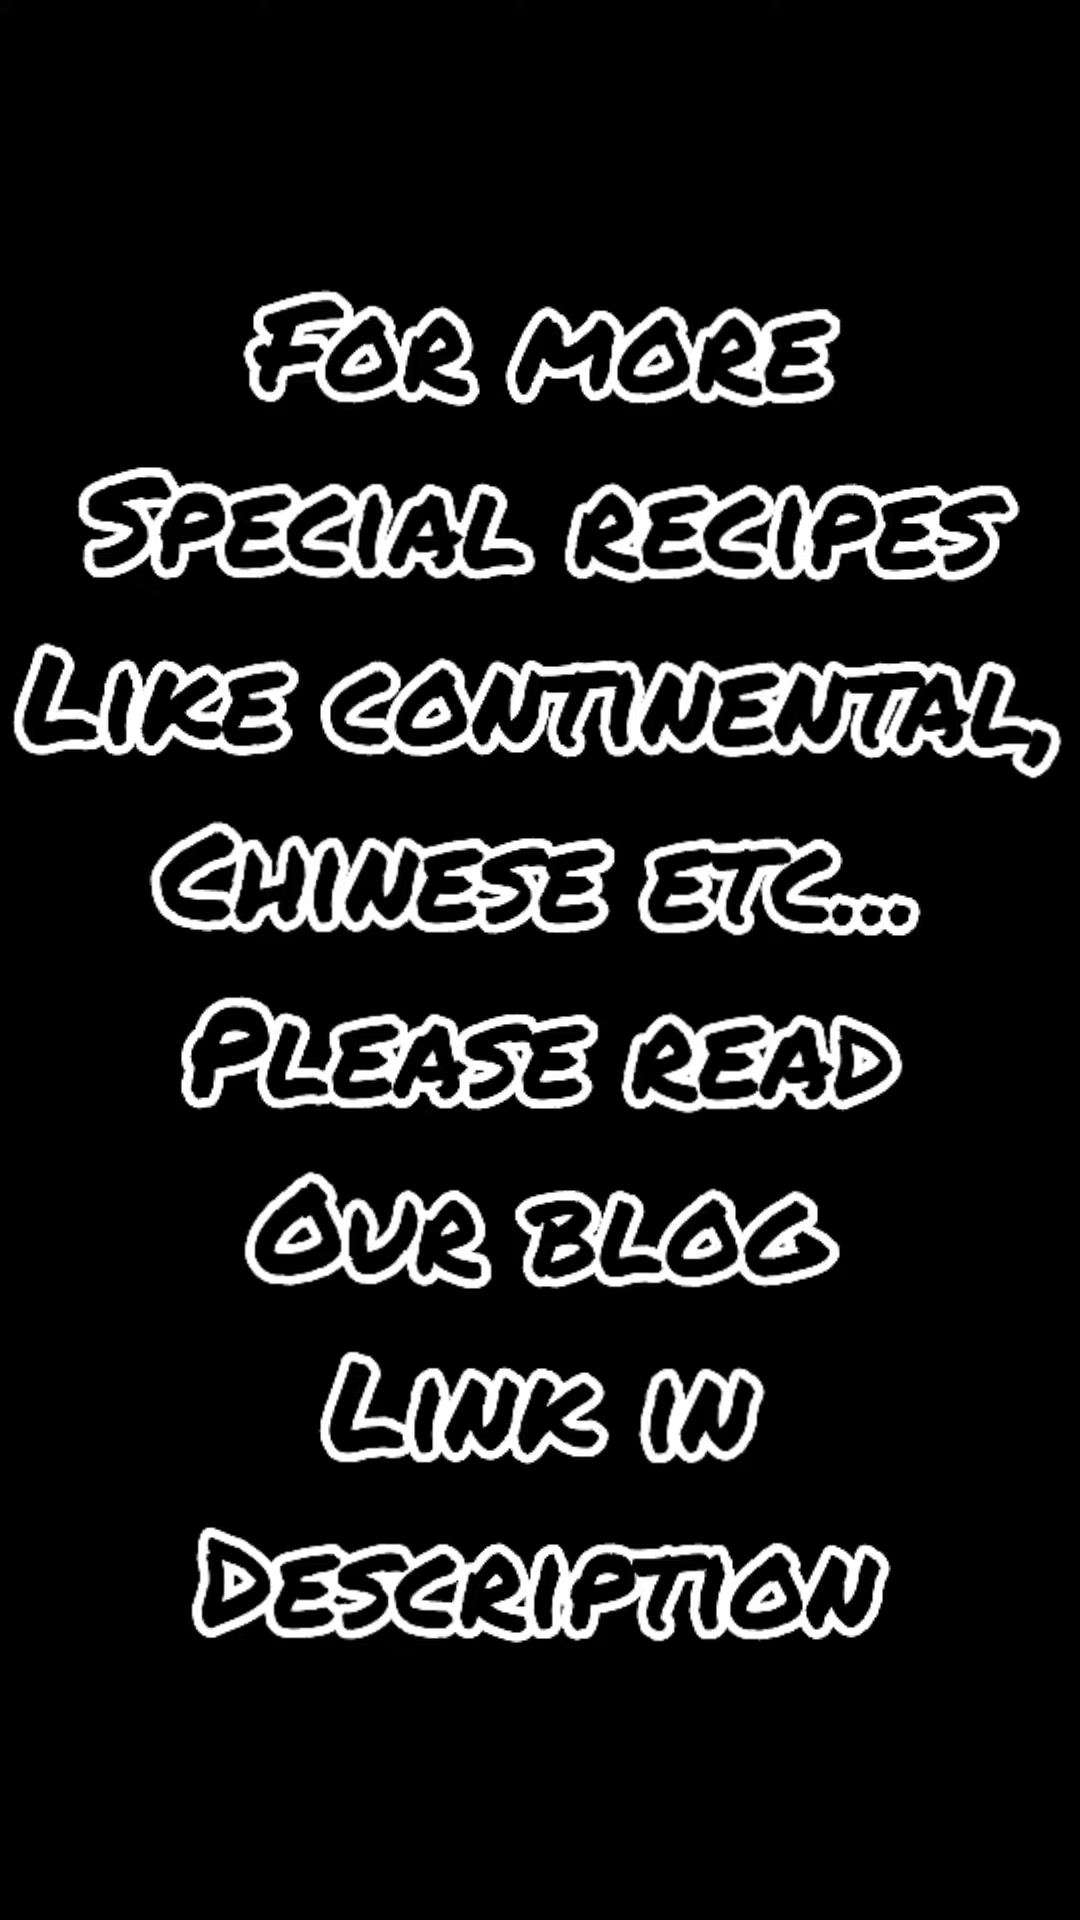 For more
Special recipes
Like continental,
Chinese etc...
Please read
Our blog
Link in
Description